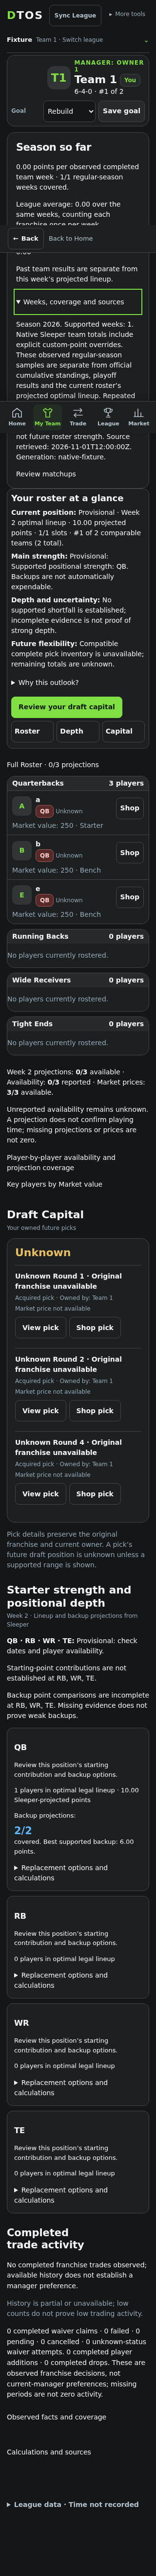 DTOS
Sync League
▸ More tools
Fixture Team 1 · Switch league
T1
MANAGER: OWNER 1
Team 1 You
6-4-0 · #1 of 2
Goal
Rebuild
Save goal
Season so far
0.00 points per observed completed
team week · 1/1 regular-season
weeks covered.
League average: 0.00 over the
same weeks, counting each
← Back
Back to Home
Past team results are separate from
this week's projected lineup.
▾ Weeks, coverage and sources
Season 2026. Supported weeks: 1.
Native Sleeper team totals include
explicit custom-point overrides.
These observed regular-season
samples are separate from official
cumulative standings, playoff
results and the current roster's
projected lineup. Repeated
Home
My Team
Trade
League
Market
not future roster strength. Source
retrieved: 2026-11-01T12:00:00Z.
Generation: native-fixture.
Review matchups
Your roster at a glance
Current position: Provisional · Week
2 optimal lineup · 10.00 projected
points · 1/1 slots · #1 of 2 comparable
teams (2 total).
Main strength: Provisional:
Supported positional strength: QB.
Backups are not automatically
expendable.
Depth and uncertainty: No
supported shortfall is established;
incomplete evidence is not proof of
strong depth.
Future flexibility: Compatible
complete pick inventory is unavailable;
remaining totals are unknown.
▸ Why this outlook?
Review your draft capital
Roster
Depth
Capital
Full Roster · 0/3 projections
Quarterbacks
3 players
A
a
QB Unknown
Shop
Market value: 250 · Starter
B
b
QB Unknown
Shop
Market value: 250 · Bench
E
e
QB Unknown
Shop
Market value: 250 · Bench
Running Backs
0 players
No players currently rostered.
Wide Receivers
0 players
No players currently rostered.
Tight Ends
0 players
No players currently rostered.
Week 2 projections: 0/3 available ·
Availability: 0/3 reported · Market prices:
3/3 available.
Unreported availability remains unknown.
A projection does not confirm playing
time; missing projections or prices are
not zero.
Player-by-player availability and
projection coverage
Key players by Market value
Draft Capital
Your owned future picks
Unknown
Unknown Round 1 · Original
franchise unavailable
Acquired pick · Owned by: Team 1
Market price not available
View pick
Shop pick
Unknown Round 2 · Original
franchise unavailable
Acquired pick · Owned by: Team 1
Market price not available
View pick
Shop pick
Unknown Round 4 · Original
franchise unavailable
Acquired pick · Owned by: Team 1
Market price not available
View pick
Shop pick
Pick details preserve the original
franchise and current owner. A pick's
future draft position is unknown unless a
supported range is shown.
Starter strength and
positional depth
Week 2 · Lineup and backup projections from
Sleeper
QB · RB · WR · TE: Provisional: check
dates and player availability.
Starting-point contributions are not
established at RB, WR, TE.
Backup point comparisons are incomplete
at RB, WR, TE. Missing evidence does not
prove weak backups.
QB
Review this position's starting
contribution and backup options.
1 players in optimal legal lineup · 10.00
Sleeper-projected points
Backup projections:
2/2
covered. Best supported backup: 6.00
points.
▸ Replacement options and
calculations
RB
Review this position's starting
contribution and backup options.
0 players in optimal legal lineup
▸ Replacement options and
calculations
WR
Review this position's starting
contribution and backup options.
0 players in optimal legal lineup
▸ Replacement options and
calculations
TE
Review this position's starting
contribution and backup options.
0 players in optimal legal lineup
▸ Replacement options and
calculations
Completed
trade activity
No completed franchise trades observed;
available history does not establish a
manager preference.
History is partial or unavailable; low
counts do not prove low trading activity.
0 completed waiver claims · 0 failed · 0
pending · 0 cancelled · 0 unknown-status
waiver attempts. 0 completed player
additions · 0 completed drops. These are
observed franchise decisions, not
current-manager preferences; missing
periods are not zero activity.
Observed facts and coverage
Calculations and sources
▸ League data · Time not recorded